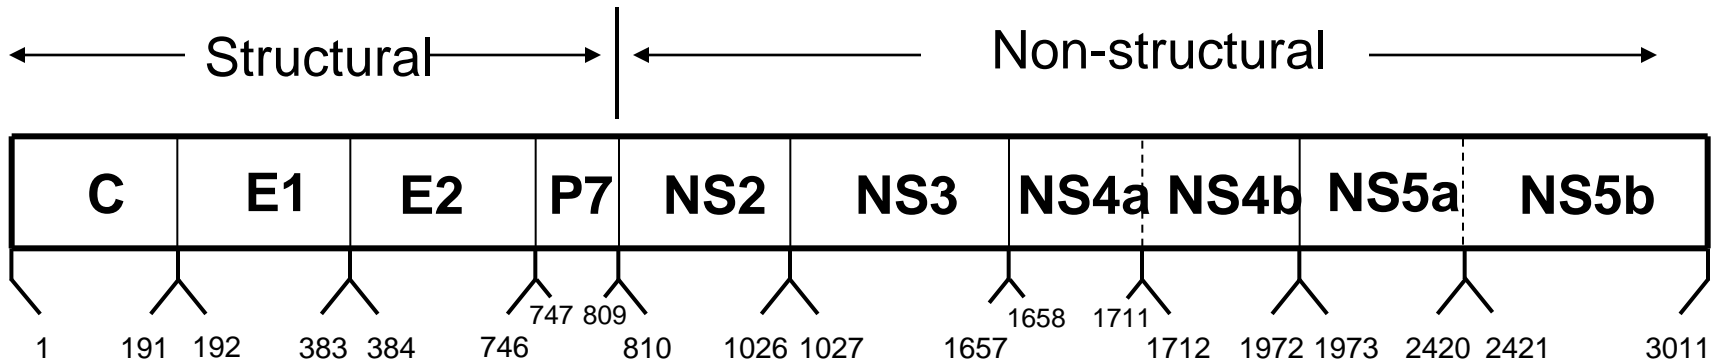 Structural Non-structural
C E1 E2 P7 NS2 NS3 NS4a NS4b NS5a NS5b
747 809 1658 1711
1 191 192 383 384 746 810 1026 1027 1657 1712 1972 1973 2420 2421 3011